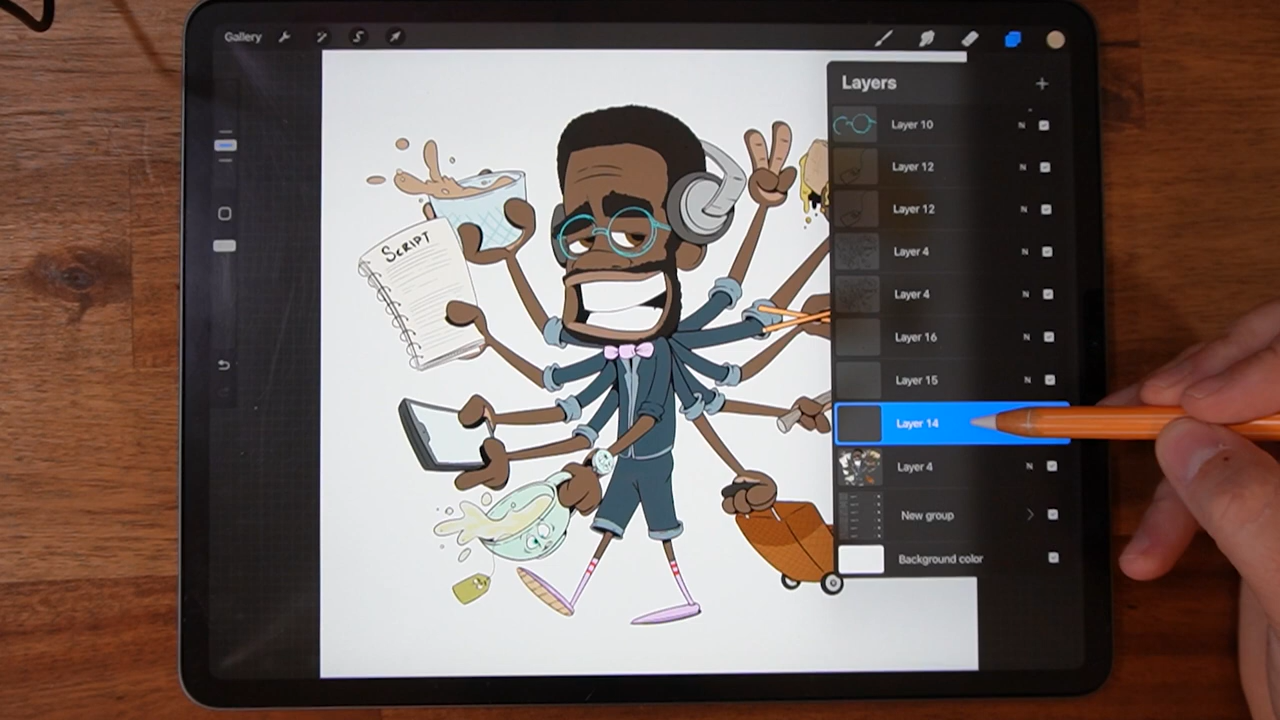 Gallery
Layers
Layer 10 N
Layer 12 N
Layer 12 N
Layer 4 N
Layer 4 N
Layer 16 N
Layer 15 N
Layer 14
Layer 4 N
New group
Background color
SCRIPT